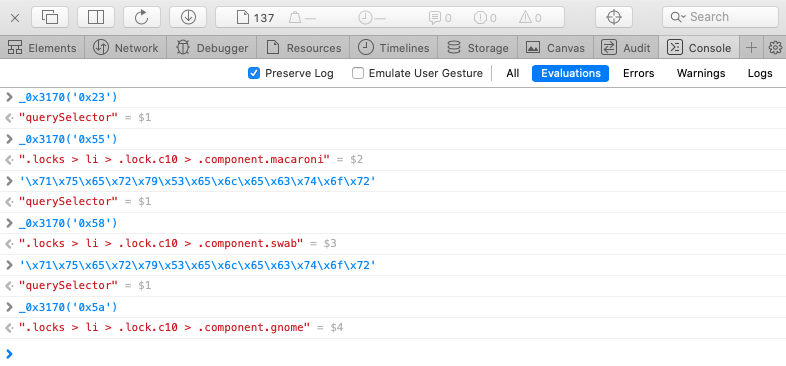 137 — — 0 0 0 Search
Elements Network Debugger Resources Timelines Storage Canvas Audit Console
Preserve Log Emulate User Gesture All Evaluations Errors Warnings Logs
> _0x3170('0x23')
"querySelector" = $1
> _0x3170('0x55')
".locks > li > .lock.c10 > .component.macaroni" = $2
> '\x71\x75\x65\x72\x79\x53\x65\x6c\x65\x63\x74\x6f\x72'
"querySelector" = $1
> _0x3170('0x58')
".locks > li > .lock.c10 > .component.swab" = $3
> '\x71\x75\x65\x72\x79\x53\x65\x6c\x65\x63\x74\x6f\x72'
"querySelector" = $1
> _0x3170('0x5a')
".locks > li > .lock.c10 > .component.gnome" = $4
>